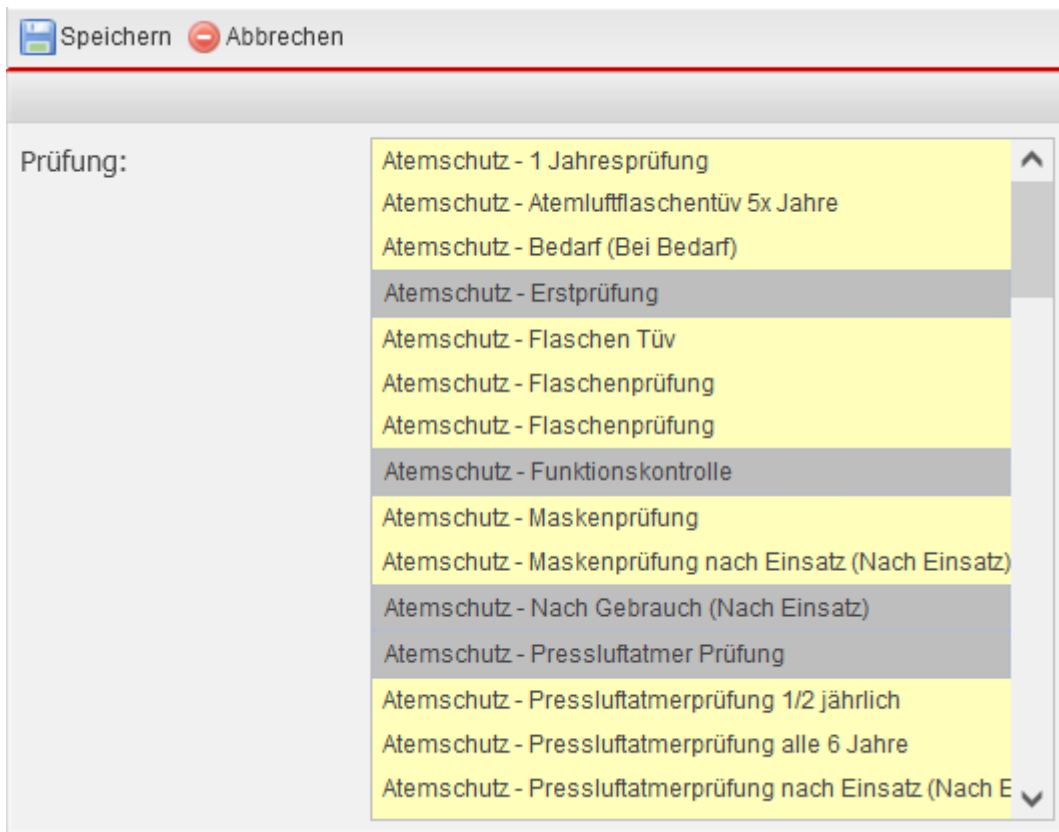 Speichern Abbrechen
Prüfung:
Atemschutz - 1 Jahresprüfung
Atemschutz - Atemluftflaschentüv 5x Jahre
Atemschutz - Bedarf (Bei Bedarf)
Atemschutz - Erstprüfung
Atemschutz - Flaschen Tüv
Atemschutz - Flaschenprüfung
Atemschutz - Flaschenprüfung
Atemschutz - Funktionskontrolle
Atemschutz - Maskenprüfung
Atemschutz - Maskenprüfung nach Einsatz (Nach Einsatz)
Atemschutz - Nach Gebrauch (Nach Einsatz)
Atemschutz - Pressluftatmer Prüfung
Atemschutz - Pressluftatmerprüfung 1/2 jährlich
Atemschutz - Pressluftatmerprüfung alle 6 Jahre
Atemschutz - Pressluftatmerprüfung nach Einsatz (Nach E